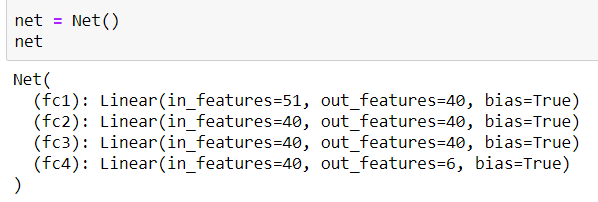 net = Net()
net
Net(
  (fc1): Linear(in_features=51, out_features=40, bias=True)
  (fc2): Linear(in_features=40, out_features=40, bias=True)
  (fc3): Linear(in_features=40, out_features=40, bias=True)
  (fc4): Linear(in_features=40, out_features=6, bias=True)
)